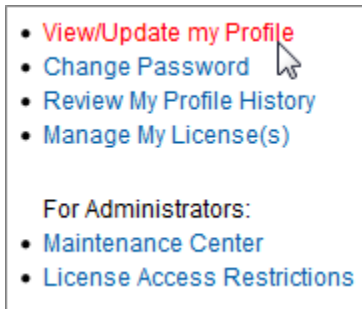 View/Update my Profile
Change Password
Review My Profile History
Manage My License(s)
For Administrators:
Maintenance Center
License Access Restrictions